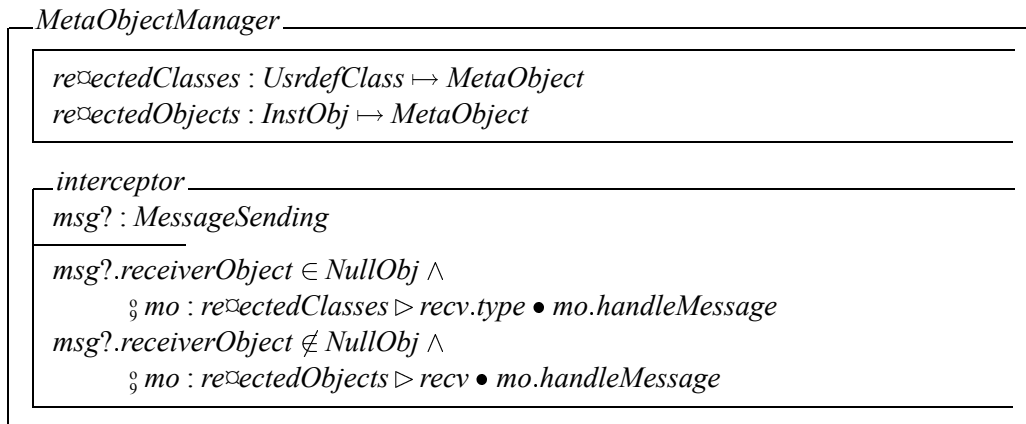 MetaObjectManager
re¤ectedClasses : UsrdefClass ↦ MetaObject
re¤ectedObjects : InstObj ↦ MetaObject
interceptor
msg? : MessageSending
msg?.receiverObject ∈ NullObj ∧
⨟ mo : re¤ectedClasses ▷ recv.type • mo.handleMessage
msg?.receiverObject ∉ NullObj ∧
⨟ mo : re¤ectedObjects ▷ recv • mo.handleMessage